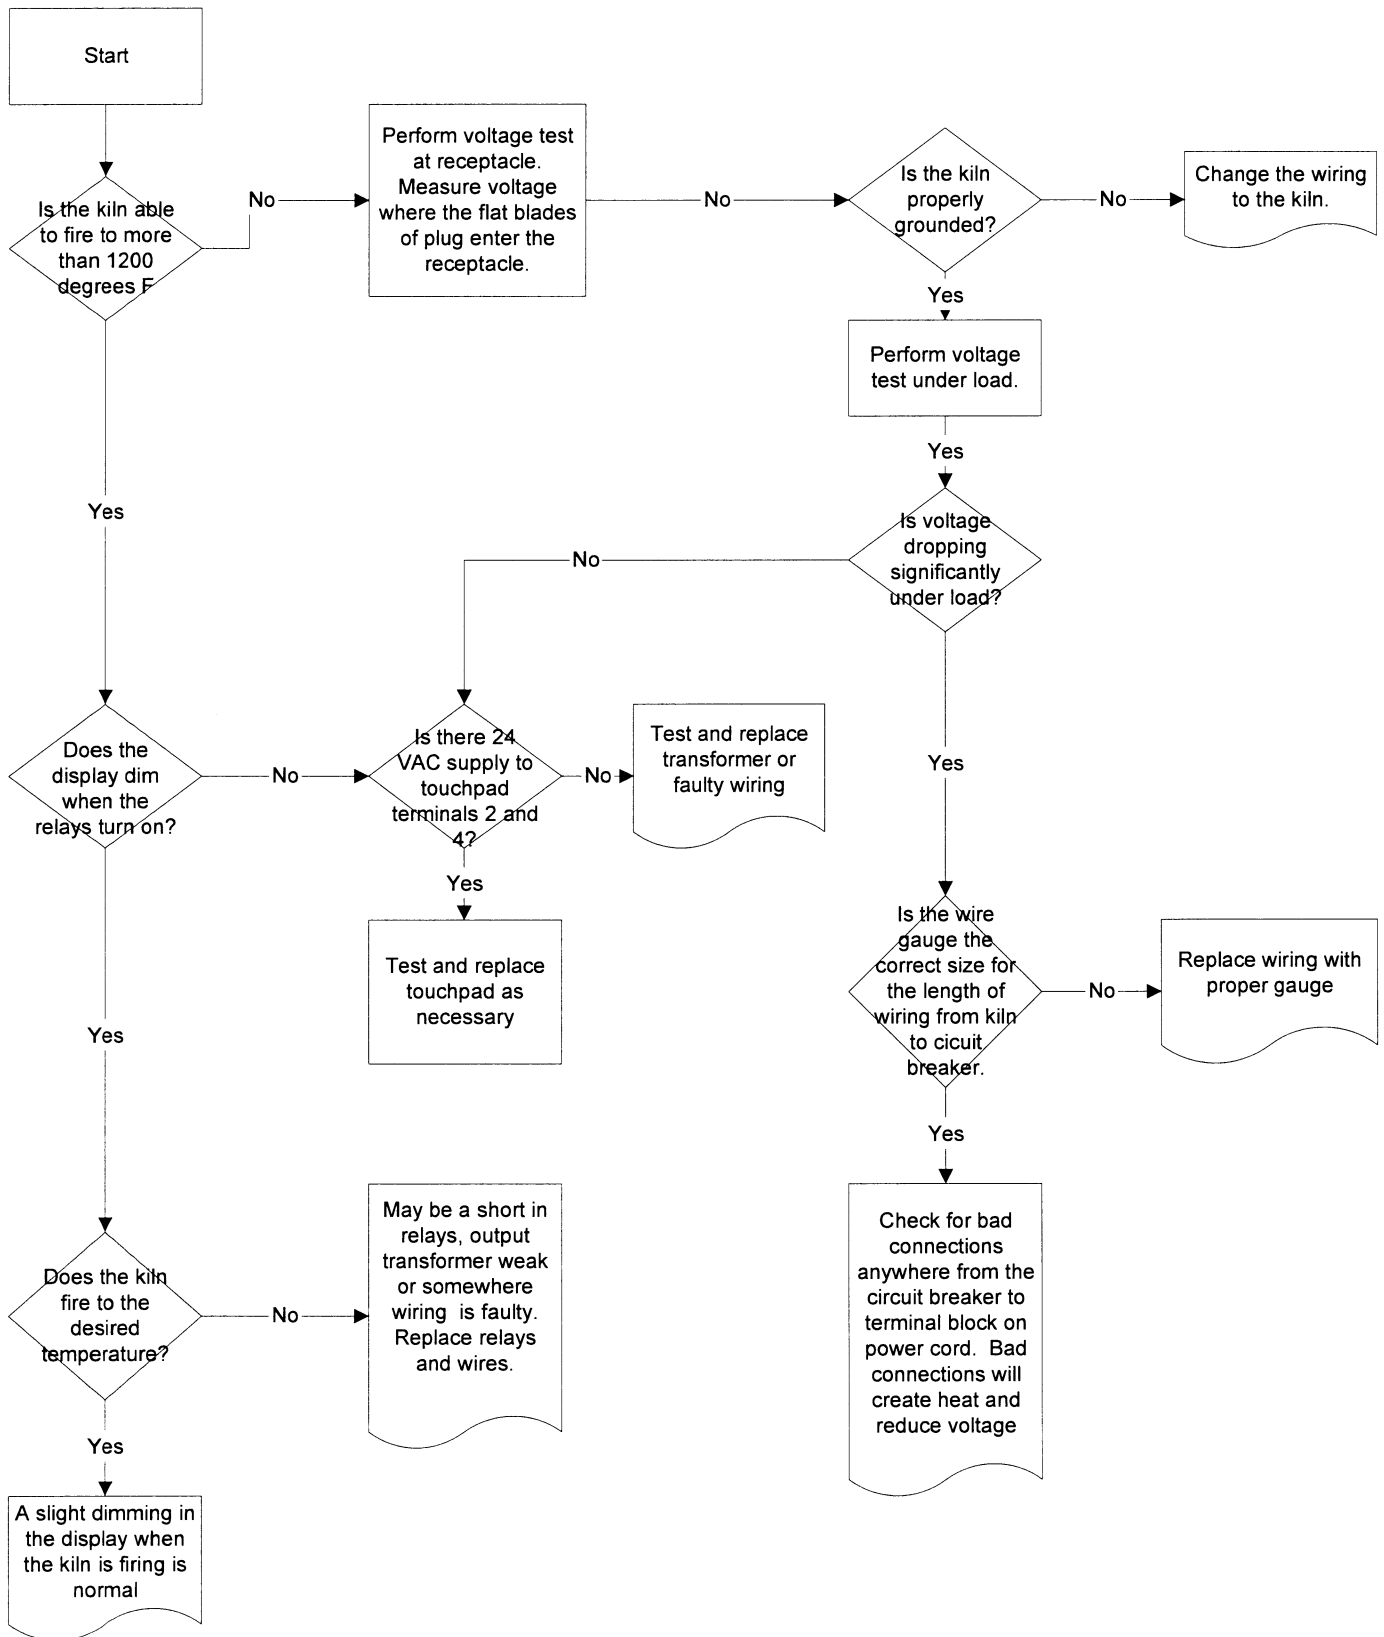 Start
Is the kiln able
to fire to more
than 1200
degrees F
No
Perform voltage test
at receptacle.
Measure voltage
where the flat blades
of plug enter the
receptacle.
No
Is the kiln
properly
grounded?
No
Change the wiring
to the kiln.
Yes
Perform voltage
test under load.
Yes
Is voltage
dropping
significantly
under load?
No
Yes
Yes
Does the
display dim
when the
relays turn on?
No
Is there 24
VAC supply to
touchpad
terminals 2 and
4?
No
Test and replace
transformer or
faulty wiring
Yes
Test and replace
touchpad as
necessary
Yes
Is the wire
gauge the
correct size for
the length of
wiring from kiln
to cicuit
breaker.
No
Replace wiring with
proper gauge
Yes
Does the kiln
fire to the
desired
temperature?
No
May be a short in
relays, output
transformer weak
or somewhere
wiring  is faulty.
Replace relays
and wires.
Check for bad
connections
anywhere from the
circuit breaker to
terminal block on
power cord.  Bad
connections will
create heat and
reduce voltage
Yes
A slight dimming in
the display when
the kiln is firing is
normal